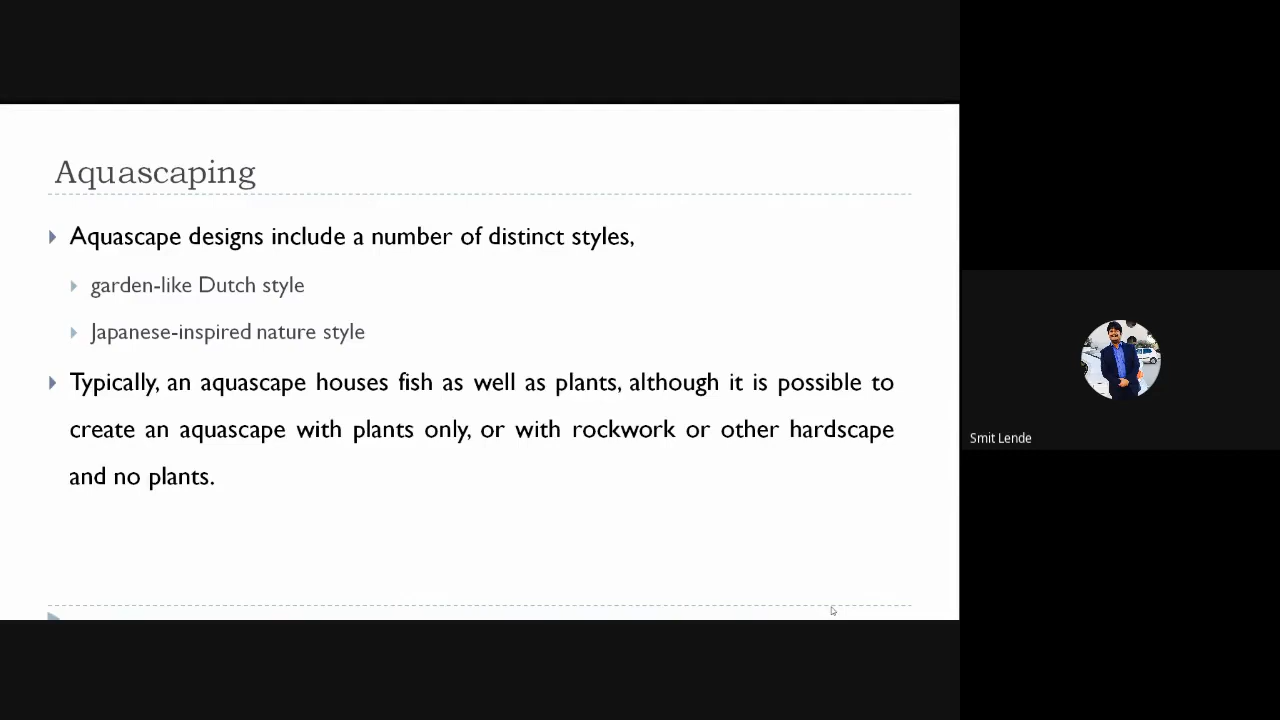 Aquascaping
Aquascape designs include a number of distinct styles,
garden-like Dutch style
Japanese-inspired nature style
Typically, an aquascape houses fish as well as plants, although it is possible to
create an aquascape with plants only, or with rockwork or other hardscape
and no plants.
Smit Lende